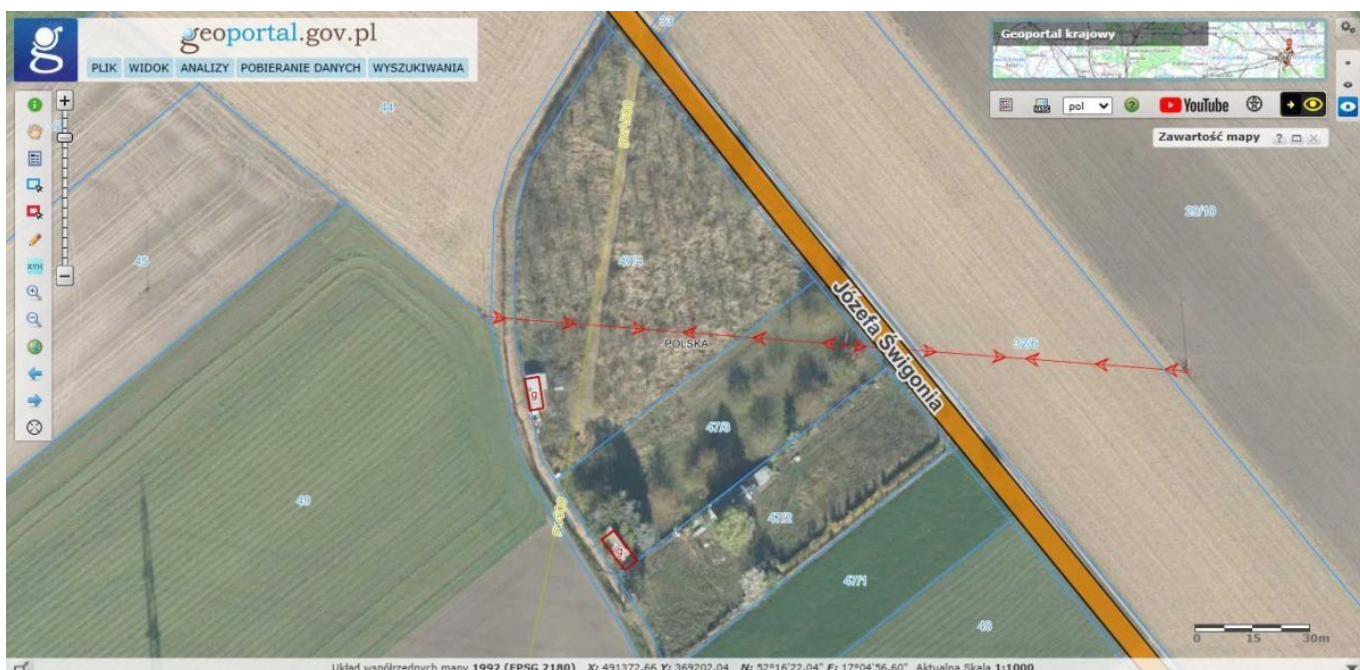 geoportal.gov.pl
PLIK WIDOK ANALIZY POBIERANIE DANYCH WYSZUKIWANIA
Geoportal krajowy
pol
YouTube
Zawartość mapy
XYH
33
44
45
29/10
POLSKA
32/6
Józefa Świgonia
g
47/3
49
47/2
g
47/1
48
0 15 30m
Układ współrzędnych mapy 1992 (EPSG 2180) X: 491372.66 Y: 369202.04 N: 52°16'22.04" E: 17°04'56.60" Aktualna Skala 1:1000